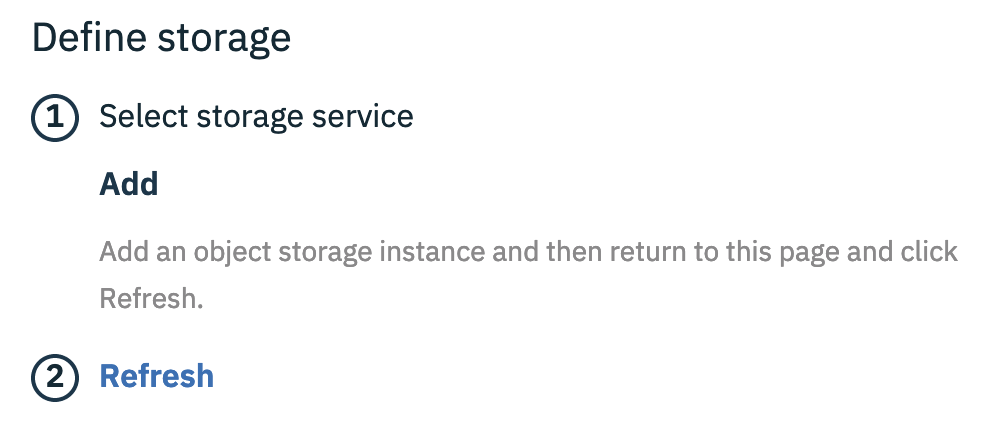 Define storage
1 Select storage service
Add
Add an object storage instance and then return to this page and click
Refresh.
2 Refresh